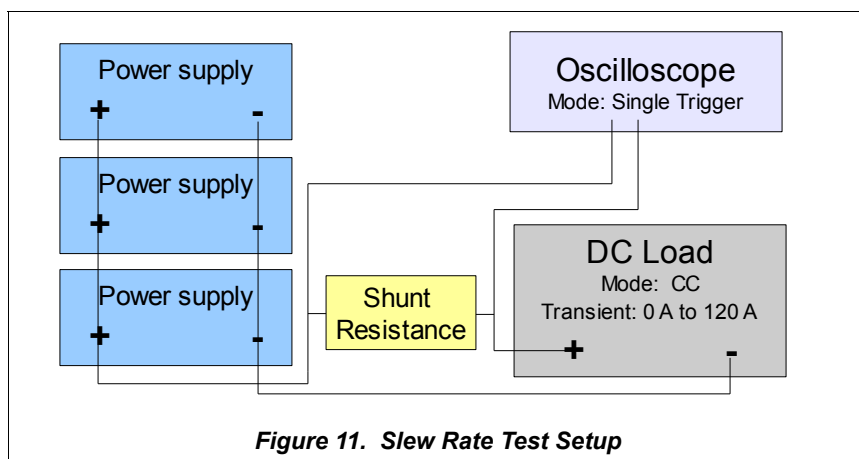 Power supply
+ -
Power supply
+ -
Power supply
+ -
Oscilloscope
Mode: Single Trigger
Shunt
Resistance
DC Load
Mode: CC
Transient: 0 A to 120 A
+ -
Figure 11. Slew Rate Test Setup